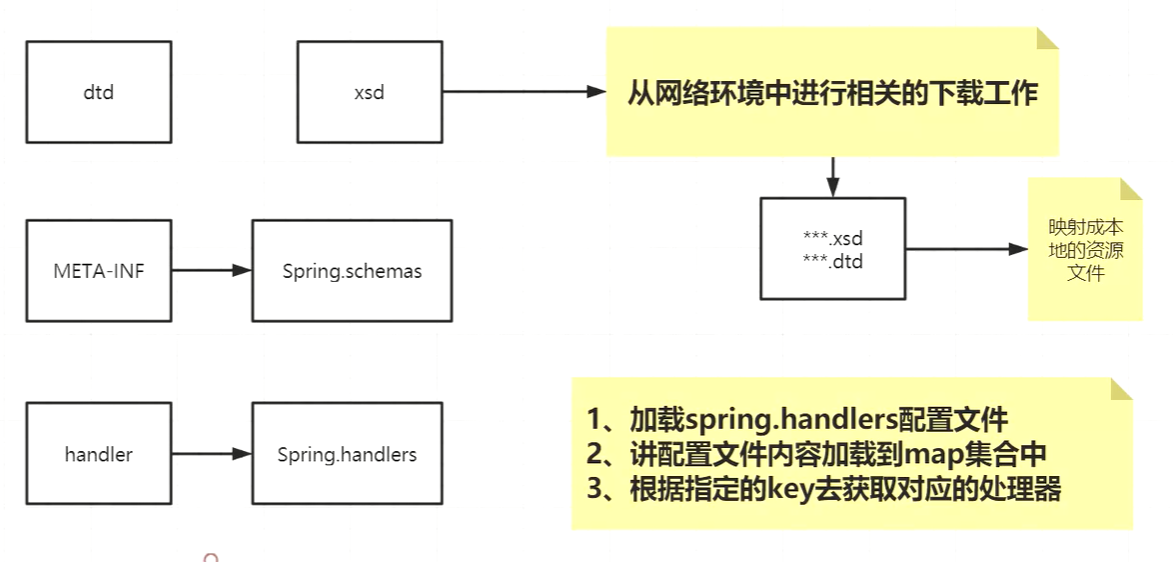 dtd
xsd
从网络环境中进行相关的下载工作
META-INF
Spring.schemas
***.xsd
***.dtd
映射成本
地的资源
文件
handler
Spring.handlers
1、加载spring.handlers配置文件
2、讲配置文件内容加载到map集合中
3、根据指定的key去获取对应的处理器